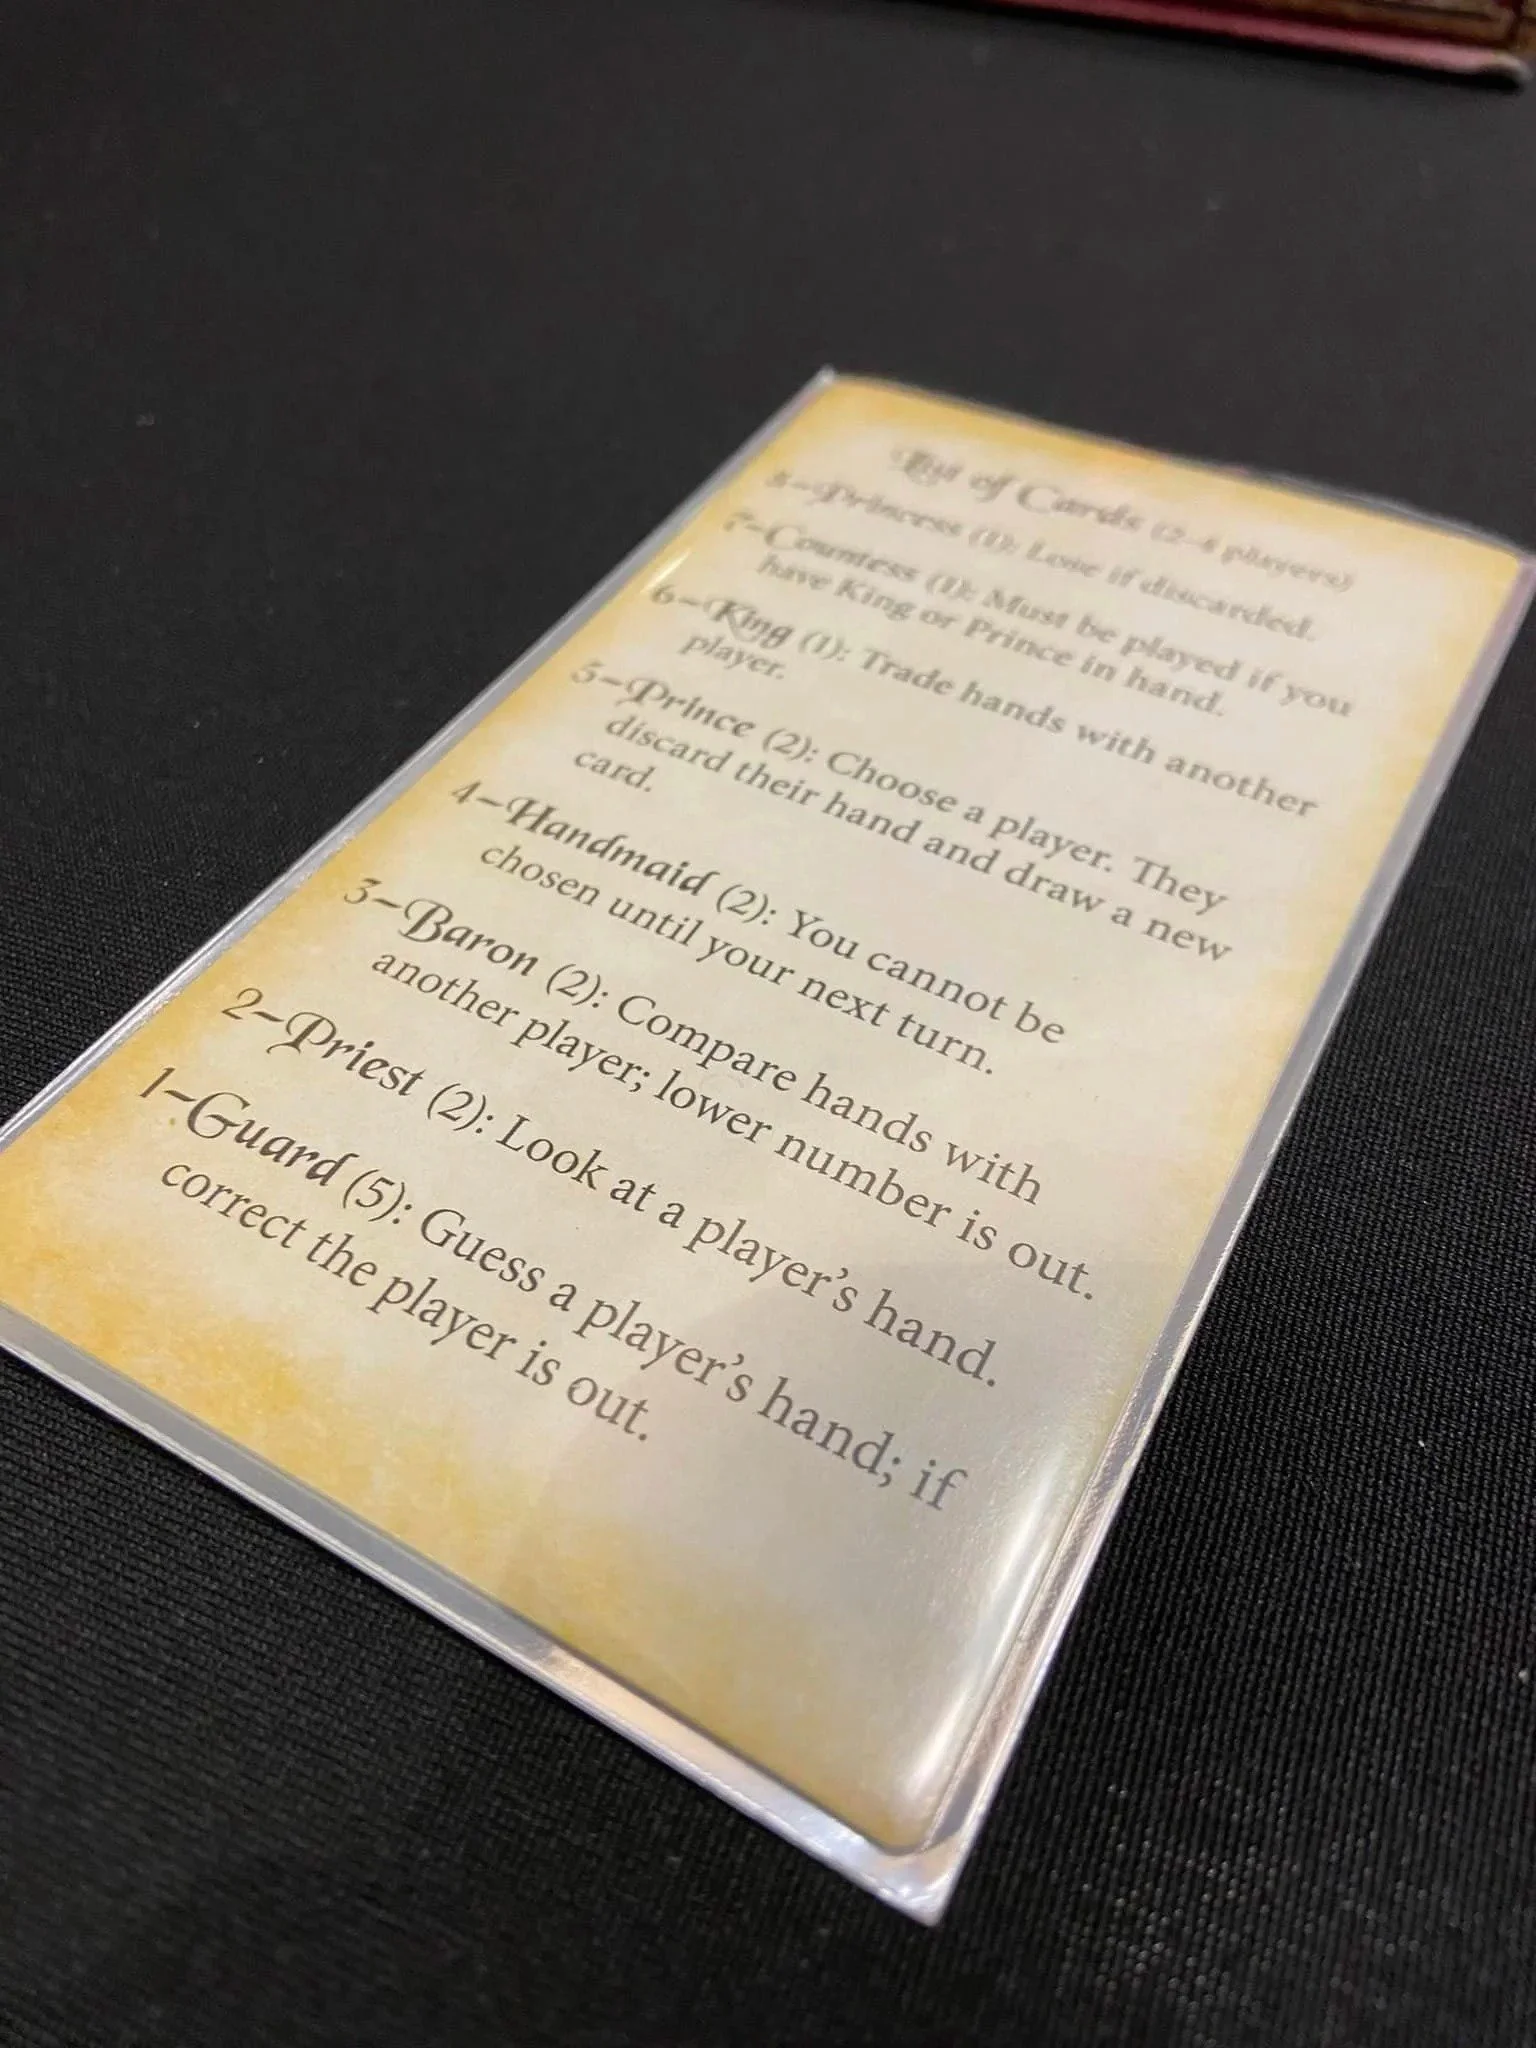 List of Cards (2–4 players)
8–Princess (1): Lose if discarded.
7–Countess (1): Must be played if you
have King or Prince in hand.
6–King (1): Trade hands with another
player.
5–Prince (2): Choose a player. They
discard their hand and draw a new
card.
4–Handmaid (2): You cannot be
chosen until your next turn.
3–Baron (2): Compare hands with
another player; lower number is out.
2–Priest (2): Look at a player’s hand.
1–Guard (5): Guess a player’s hand; if
correct the player is out.